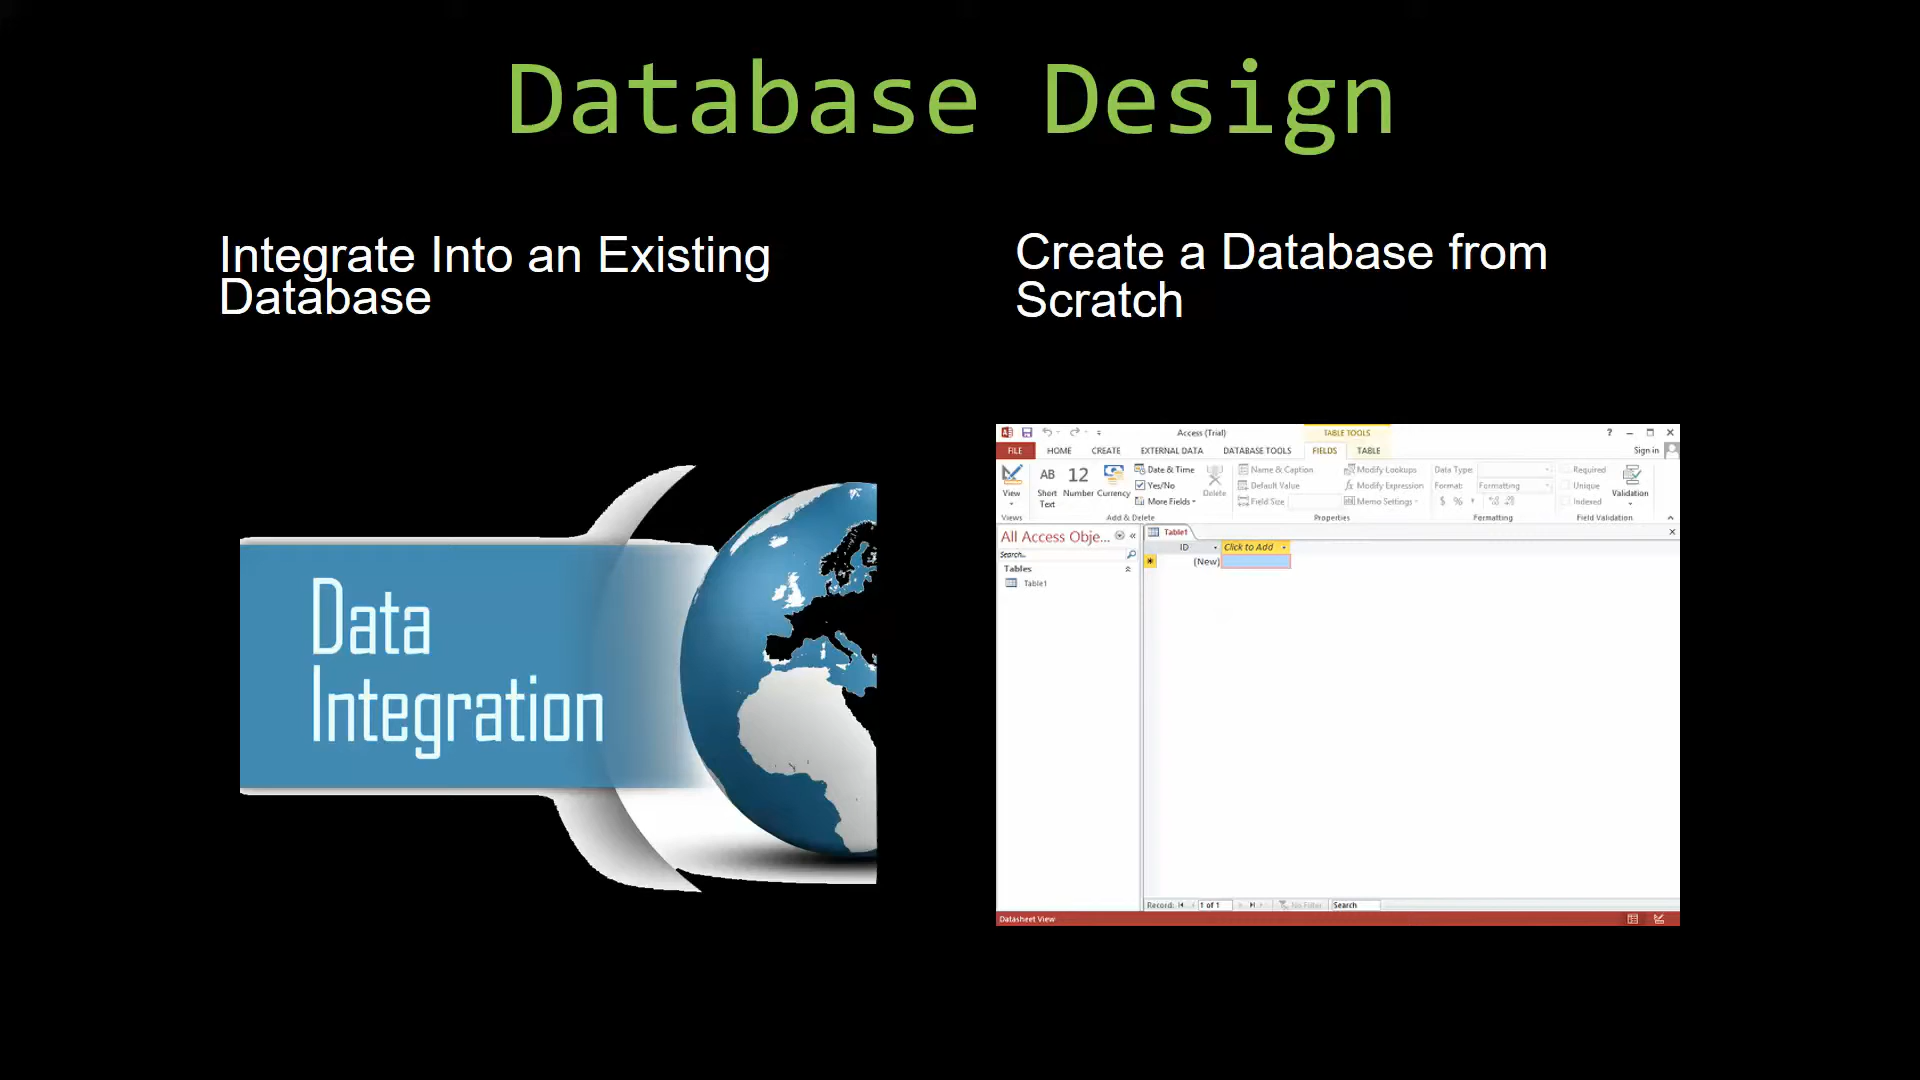 Database Design
Integrate Into an Existing
Database
Create a Database from
Scratch
Data
Integration
Access (Trial)
TABLE TOOLS
?
FILE
HOME
CREATE
EXTERNAL DATA
DATABASE TOOLS
FIELDS
TABLE
Sign in
View
AB
Short
Text
12
Number
Currency
Date & Time
Yes/No
More Fields
Delete
Name & Caption
Default Value
Field Size
Modify Lookups
Modify Expression
Memo Settings
Data Type:
Format: Formatting
$ %
Required
Unique
Indexed
Validation
Views
Add & Delete
Properties
Formatting
Field Validation
All Access Obje...
Search...
Tables
Table1
Table1
ID
Click to Add
(New)
Record:
1 of 1
No Filter
Search
Datasheet View